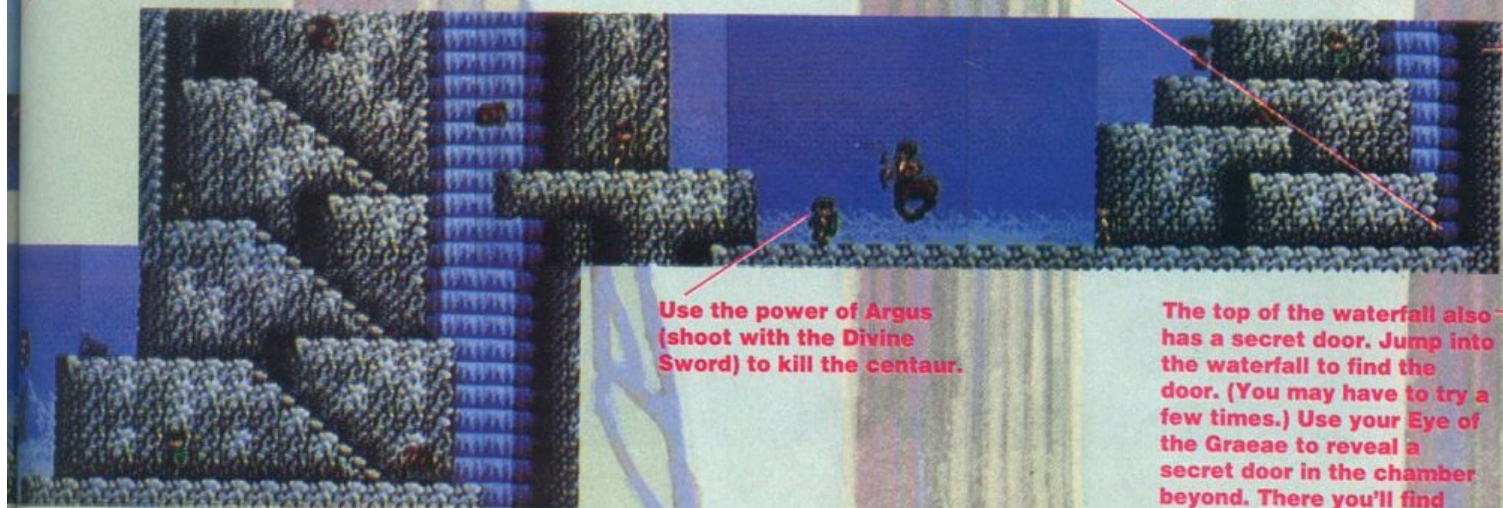 Use the power of Argus
(shoot with the Divine
Sword) to kill the centaur.
The top of the waterfall also
has a secret door. Jump into
the waterfall to find the
door. (You may have to try a
few times.) Use your Eye of
the Graeae to reveal a
secret door in the chamber
beyond. There you'll find